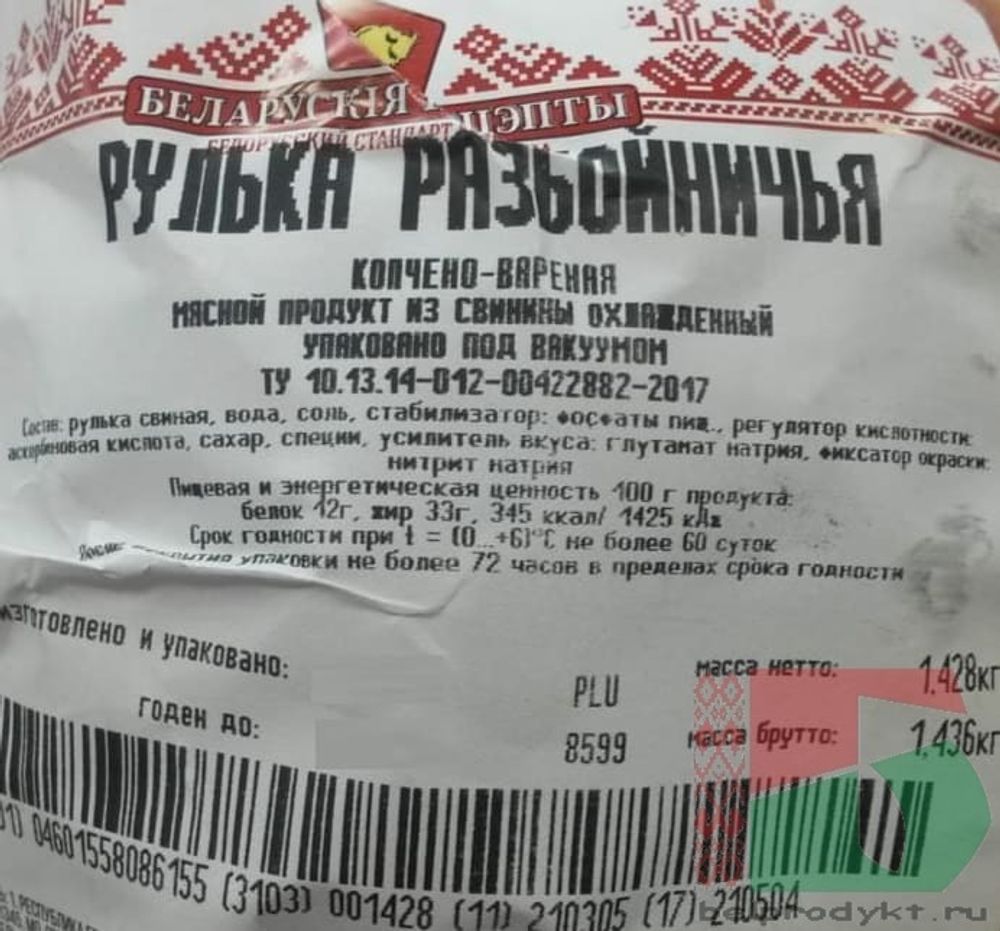 БЕЛАРУСКІЯ ЦЭПТЫ
БЕЛОРУССКИЙ СТАНДАРТ
РУЛЬКА РАЗБОЙНИЧЬЯ
КОПЧЕНО-ВАРЕНАЯ
МЯСНОЙ ПРОДУКТ ИЗ СВИНИНЫ ОХЛАЖДЕННЫЙ
УПАКОВАНО ПОД ВАКУУМОМ
ТУ 10.13.14-012-00422882-2017
Состав: рулька свиная, вода, соль, стабилизатор: фосфаты пищ., регулятор кислотности:
аскорбиновая кислота, сахар, специи, усилитель вкуса: глутамат натрия, фиксатор окраски:
нитрит натрия
Пищевая и энергетическая ценность 100 г продукта:
белок 12г, жир 33г, 345 ккал/ 1425 кДж
Срок годности при t = (0...+6)°C не более 60 суток
упаковки не более 72 часов в пределах срока годности
изготовлено и упаковано:
годен до:
PLU
8599
масса нетто: 1,428кг
масса брутто: 1,436кг
01) 04601558086155 (3103) 001428 (11) 210305 (17) 210504
belprodykt.ru